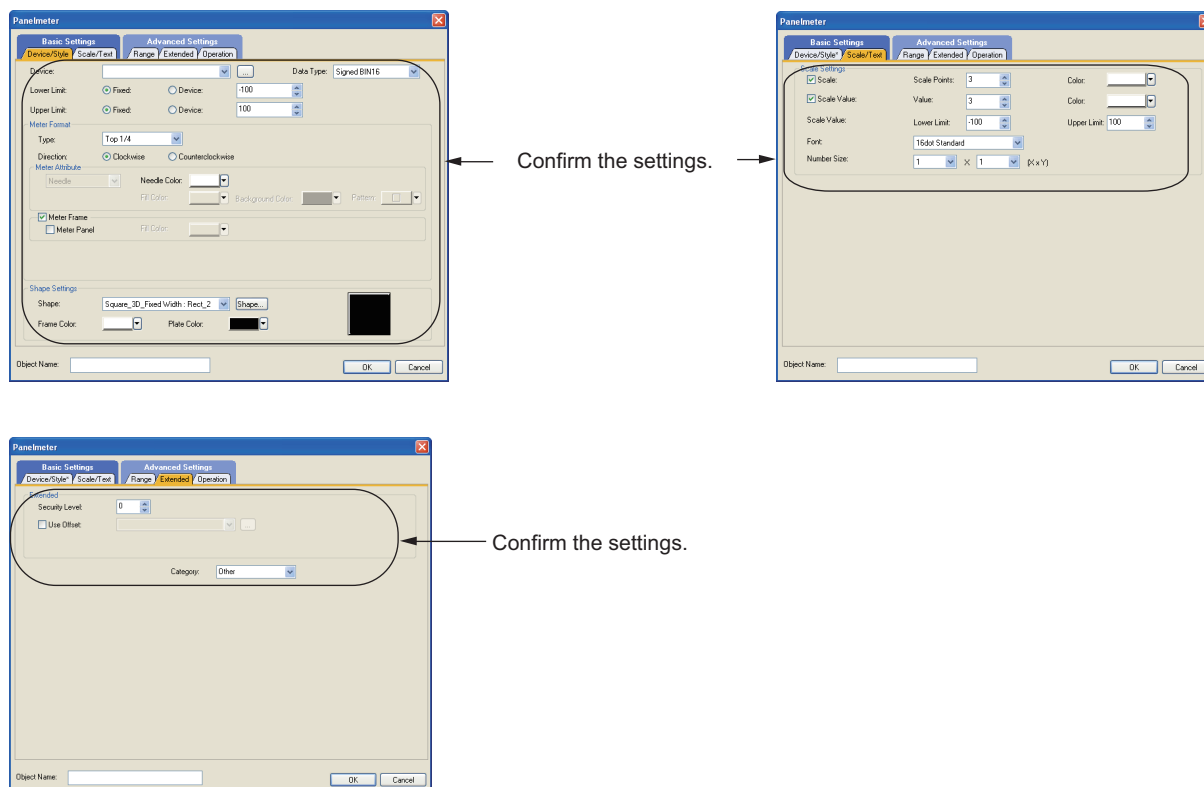 Panelmeter
Basic Settings Advanced Settings
Device/Style Scale/Text Range Extended Operation
Device: ... Data Type: Signed BIN16
Lower Limit: Fixed: Device: -100
Upper Limit: Fixed: Device: 100
Meter Format
Type: Top 1/4
Direction: Clockwise Counterclockwise
Meter Attribute
Needle Needle Color:
Fill Color: Background Color: Pattern:
Meter Frame
Meter Panel Fill Color:
Shape Settings
Shape: Square_3D_Fixed Width : Rect_2 Shape...
Frame Color: Plate Color:
Object Name: OK Cancel
Confirm the settings.
Panelmeter
Basic Settings Advanced Settings
Device/Style* Scale/Text Range Extended Operation
Scale Settings
Scale: Scale Points: 3 Color:
Scale Value: Value: 3 Color:
Scale Value: Lower Limit: -100 Upper Limit: 100
Font: 16dot Standard
Number Size: 1 X 1 (X x Y)
Object Name: OK Cancel
Panelmeter
Basic Settings Advanced Settings
Device/Style* Scale/Text Range Extended Operation
Extended
Security Level: 0
Use Offset: ...
Category: Other
Object Name: OK Cancel
Confirm the settings.